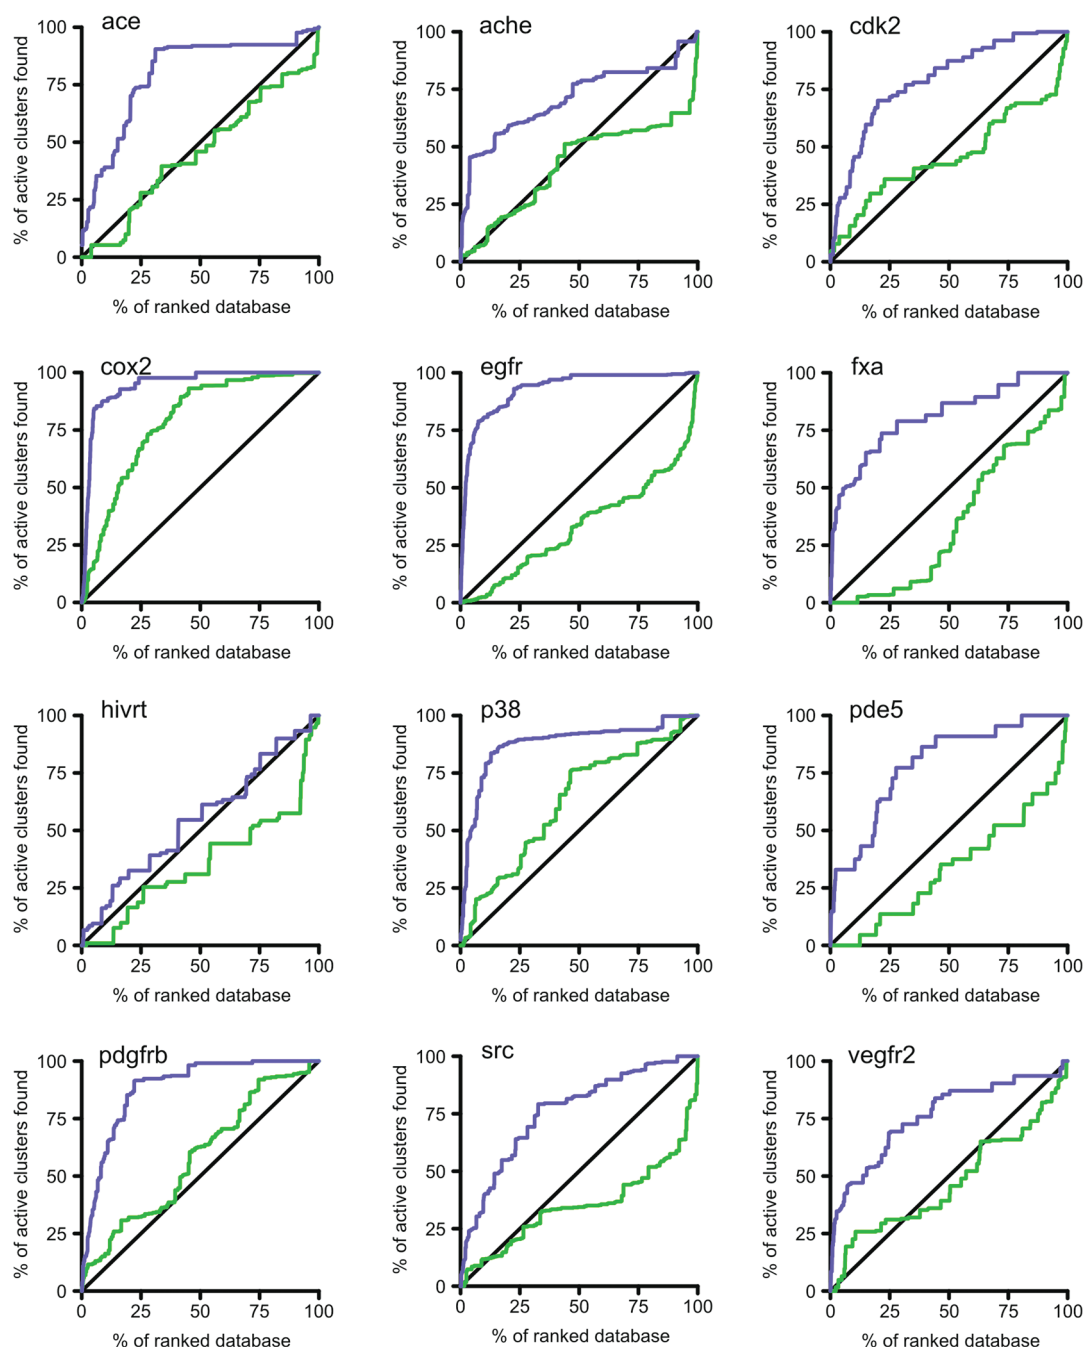 ace
ache
cdk2
% of active clusters found
100
75
50
25
0
0 25 50 75 100
% of ranked database
% of active clusters found
100
75
50
25
0
0 25 50 75 100
% of ranked database
% of active clusters found
100
75
50
25
0
0 25 50 75 100
% of ranked database
cox2
egfr
fxa
% of active clusters found
100
75
50
25
0
0 25 50 75 100
% of ranked database
% of active clusters found
100
75
50
25
0
0 25 50 75 100
% of ranked database
% of active clusters found
100
75
50
25
0
0 25 50 75 100
% of ranked database
hivrt
p38
pde5
% of active clusters found
100
75
50
25
0
0 25 50 75 100
% of ranked database
% of active clusters found
100
75
50
25
0
0 25 50 75 100
% of ranked database
% of active clusters found
100
75
50
25
0
0 25 50 75 100
% of ranked database
pdgfrb
src
vegfr2
% of active clusters found
100
75
50
25
0
0 25 50 75 100
% of ranked database
% of active clusters found
100
75
50
25
0
0 25 50 75 100
% of ranked database
% of active clusters found
100
75
50
25
0
0 25 50 75 100
% of ranked database